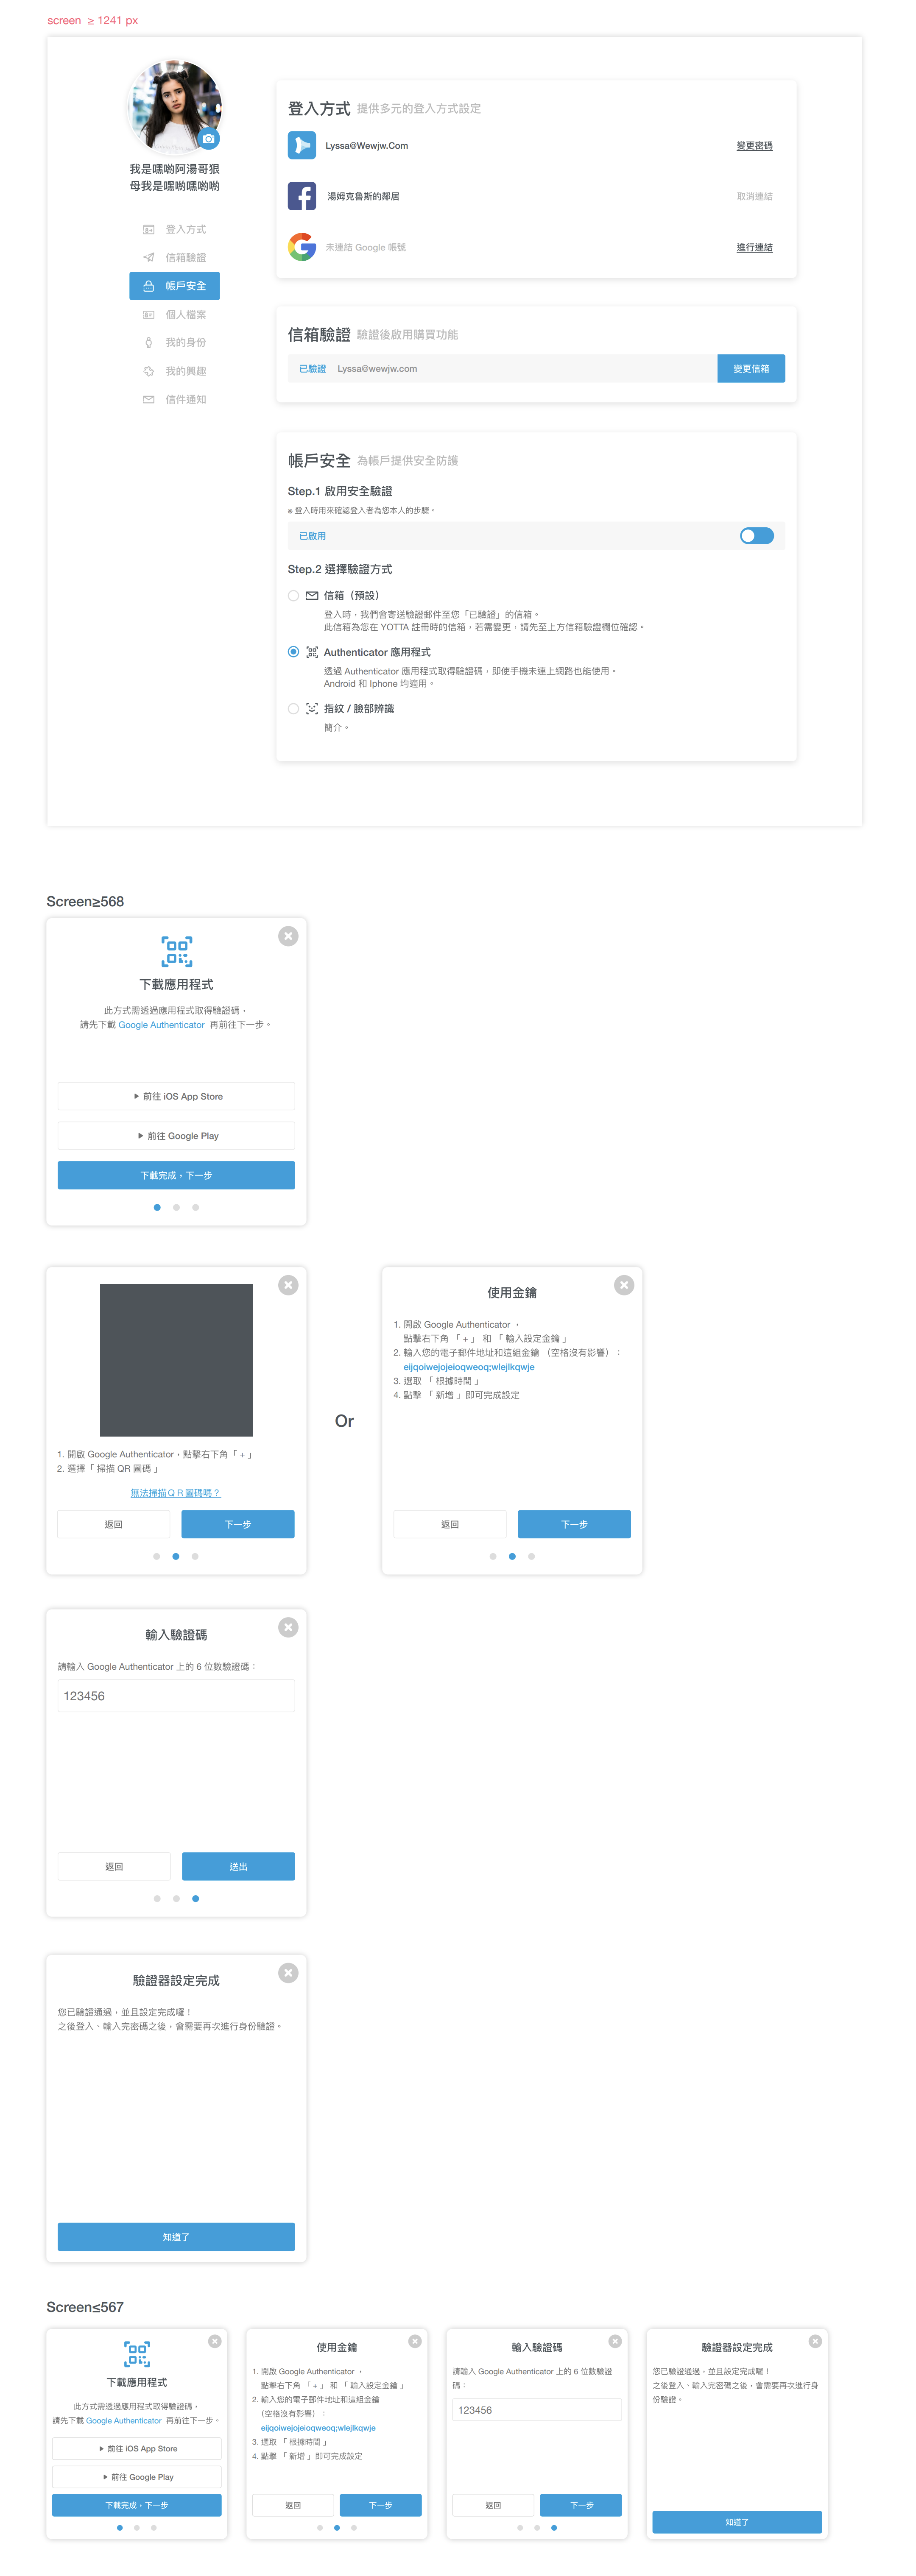 screen ≥ 1241 px
我是嘿喲阿湯哥狠
母我是嘿喲嘿喲喲
登入方式
信箱驗證
帳戶安全
個人檔案
我的身份
我的興趣
信件通知
登入方式 提供多元的登入方式設定
Lyssa@Wewjw.Com 變更密碼
湯姆克魯斯的鄰居 取消連結
未連結 Google 帳號 進行連結
信箱驗證 驗證後啟用購買功能
已驗證 Lyssa@wewjw.com 變更信箱
帳戶安全 為帳戶提供安全防護
Step.1 啟用安全驗證
※ 登入時用來確認登入者為您本人的步驟。
已啟用
Step.2 選擇驗證方式
信箱（預設）
登入時，我們會寄送驗證郵件至您「已驗證」的信箱。
此信箱為您在 YOTTA 註冊時的信箱，若需變更，請先至上方信箱驗證欄位確認。
Authenticator 應用程式
透過 Authenticator 應用程式取得驗證碼，即使手機未連上網路也能使用。
Android 和 Iphone 均適用。
指紋 / 臉部辨識
簡介。
Screen≥568
下載應用程式
此方式需透過應用程式取得驗證碼，
請先下載 Google Authenticator 再前往下一步。
▶ 前往 iOS App Store
▶ 前往 Google Play
下載完成，下一步
1. 開啟 Google Authenticator，點擊右下角「 + 」
2. 選擇「 掃描 QR 圖碼 」
無法掃描ＱＲ圖碼嗎？
返回 下一步
Or
使用金鑰
1. 開啟 Google Authenticator ，
點擊右下角 「 + 」 和 「 輸入設定金鑰 」
2. 輸入您的電子郵件地址和這組金鑰 （空格沒有影響）：
eijqoiwejojeioqweoq;wlejlkqwje
3. 選取 「 根據時間 」
4. 點擊 「 新增 」即可完成設定
返回 下一步
輸入驗證碼
請輸入 Google Authenticator 上的 6 位數驗證碼：
123456
返回 送出
驗證器設定完成
您已驗證通過，並且設定完成囉！
之後登入、輸入完密碼之後，會需要再次進行身份驗證。
知道了
Screen≤567
下載應用程式
此方式需透過應用程式取得驗證碼，
請先下載 Google Authenticator 再前往下一步。
▶ 前往 iOS App Store
▶ 前往 Google Play
下載完成，下一步
使用金鑰
1. 開啟 Google Authenticator ，
點擊右下角 「 + 」 和 「 輸入設定金鑰 」
2. 輸入您的電子郵件地址和這組金鑰
（空格沒有影響）：
eijqoiwejojeioqweoq;wlejlkqwje
3. 選取 「 根據時間 」
4. 點擊 「 新增 」即可完成設定
返回 下一步
輸入驗證碼
請輸入 Google Authenticator 上的 6 位數驗證
碼：
123456
返回 下一步
驗證器設定完成
您已驗證通過，並且設定完成囉！
之後登入、輸入完密碼之後，會需要再次進行身
份驗證。
知道了